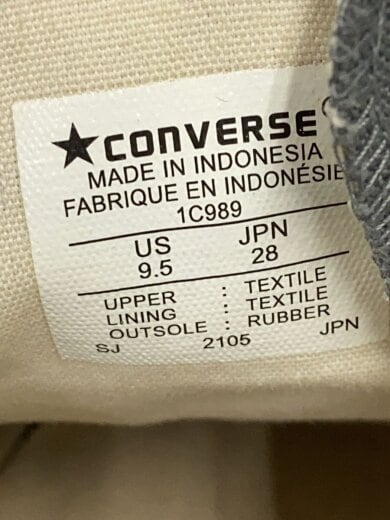 ★CONVERSE
MADE IN INDONESIA
FABRIQUE EN INDONÉSIE
1C989
US JPN
9.5 28
UPPER : TEXTILE
LINING : TEXTILE
OUTSOLE : RUBBER
SJ 2105 JPN